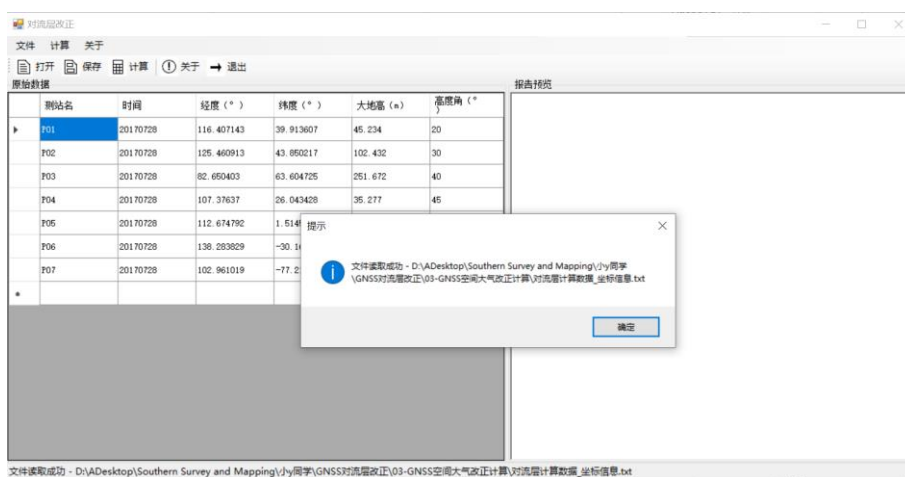 对流层改正
文件 计算 关于
打开 保存 计算 关于 退出
原始数据 报告预览
测站名 时间 经度（°） 纬度（°） 大地高（m） 高度角（°）
P01 20170728 116.407143 39.913607 45.234 20
P02 20170728 125.460913 43.850217 102.432 30
P03 20170728 82.650403 63.604725 251.672 40
P04 20170728 107.37637 26.043428 35.277 45
P05 20170728 112.674792
P06 20170728 138.283829
P07 20170728 102.961019
提示
文件读取成功 - D:\ADesktop\Southern Survey and Mapping\小y同学
\GNSS对流层改正\03-GNSS空间大气改正计算\对流层计算数据_坐标信息.txt
确定
文件读取成功 - D:\ADesktop\Southern Survey and Mapping\小y同学\GNSS对流层改正\03-GNSS空间大气改正计算\对流层计算数据_坐标信息.txt